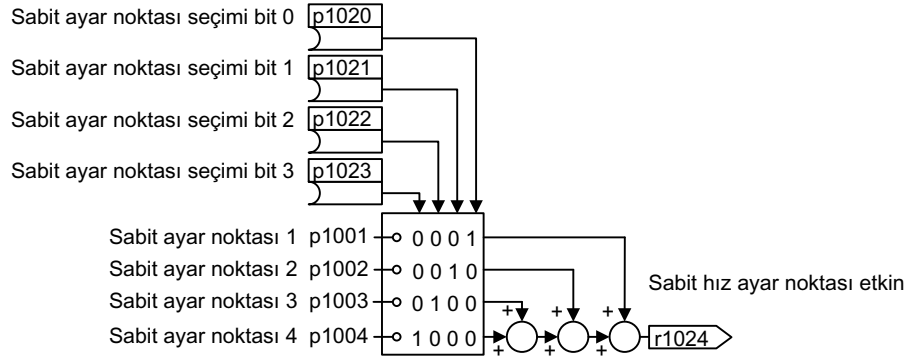 Sabit ayar noktası seçimi bit 0 p1020
Sabit ayar noktası seçimi bit 1 p1021
Sabit ayar noktası seçimi bit 2 p1022
Sabit ayar noktası seçimi bit 3 p1023
Sabit ayar noktası 1 p1001 0 0 0 1
Sabit ayar noktası 2 p1002 0 0 1 0
Sabit hız ayar noktası etkin
Sabit ayar noktası 3 p1003 0 1 0 0 + + +
Sabit ayar noktası 4 p1004 1 0 0 0 r1024
+ + +